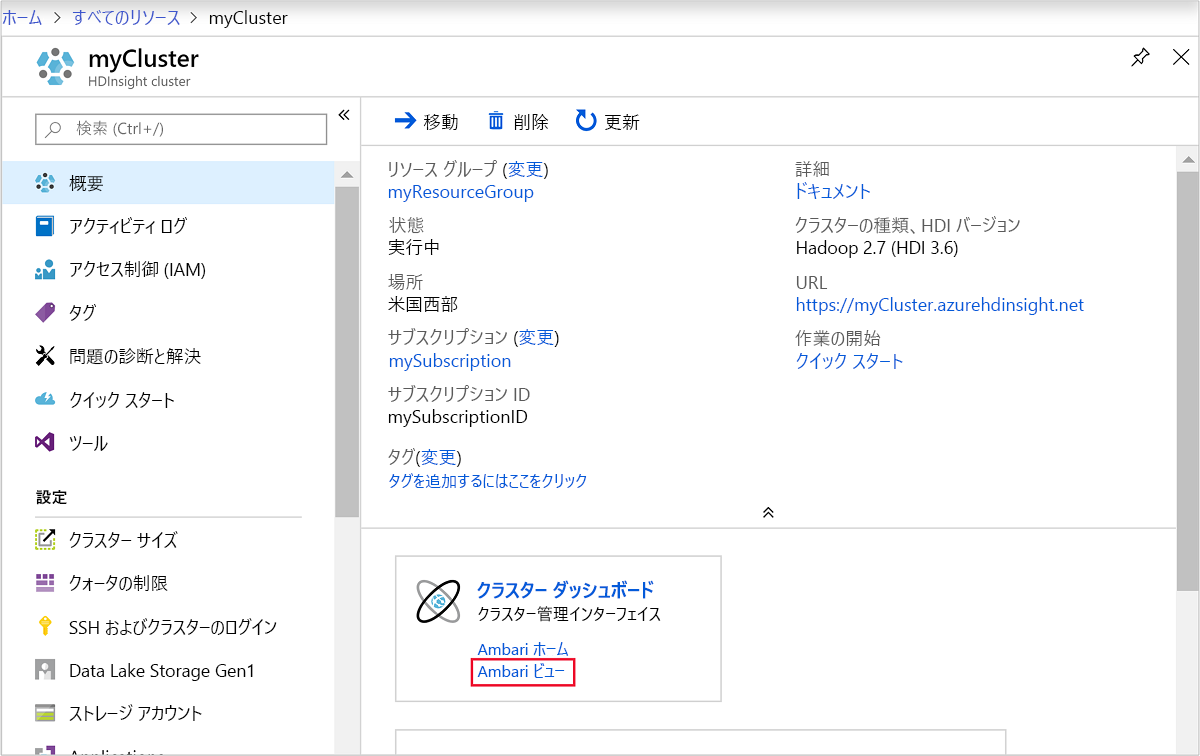 ホーム > すべてのリソース > myCluster
myCluster
HDInsight cluster
検索 (Ctrl+/)
概要
アクティビティ ログ
アクセス制御 (IAM)
タグ
問題の診断と解決
クイック スタート
ツール
設定
クラスター サイズ
クォータの制限
SSH およびクラスターのログイン
Data Lake Storage Gen1
ストレージ アカウント
Applications
移動 削除 更新
リソース グループ (変更)
myResourceGroup
状態
実行中
場所
米国西部
サブスクリプション (変更)
mySubscription
サブスクリプション ID
mySubscriptionID
タグ(変更)
タグを追加するにはここをクリック
詳細
ドキュメント
クラスターの種類、HDI バージョン
Hadoop 2.7 (HDI 3.6)
URL
https://myCluster.azurehdinsight.net
作業の開始
クイック スタート
クラスター ダッシュボード
クラスター管理インターフェイス
Ambari ホーム
Ambari ビュー